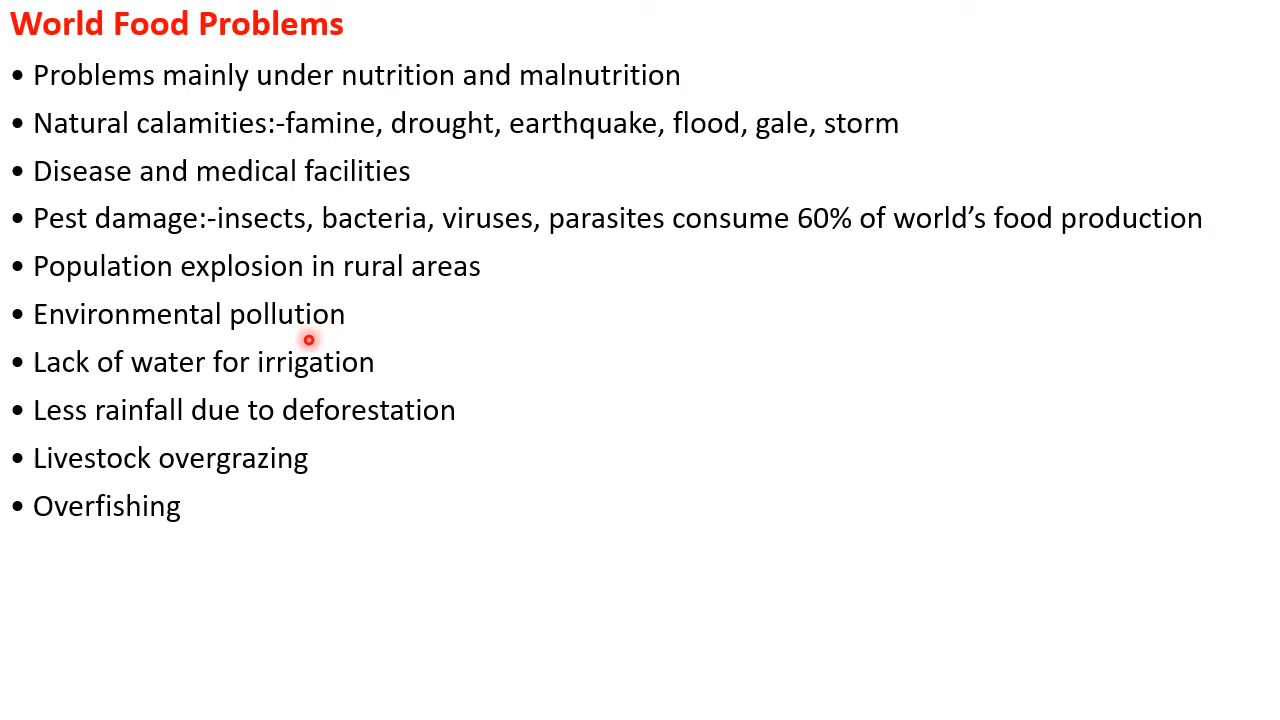 World Food Problems
• Problems mainly under nutrition and malnutrition
• Natural calamities:-famine, drought, earthquake, flood, gale, storm
• Disease and medical facilities
• Pest damage:-insects, bacteria, viruses, parasites consume 60% of world’s food production
• Population explosion in rural areas
• Environmental pollution
• Lack of water for irrigation
• Less rainfall due to deforestation
• Livestock overgrazing
• Overfishing